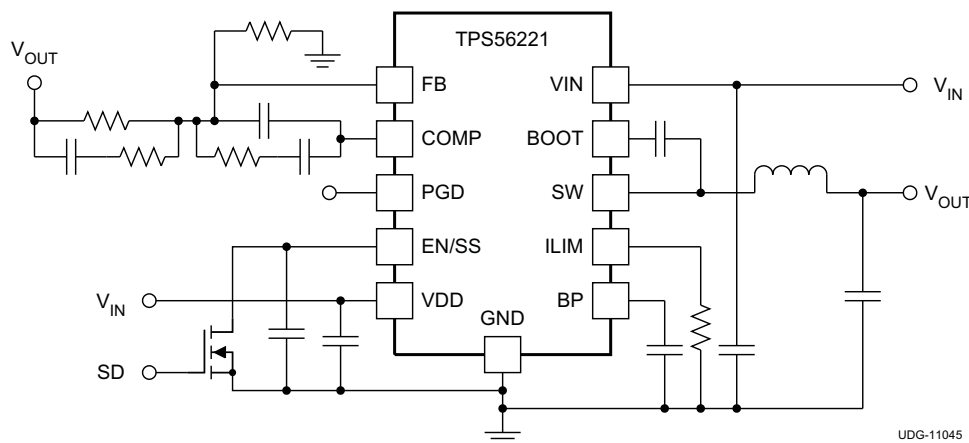 TPS56221
VOUT
FB
VIN
VIN
COMP
BOOT
PGD
SW
VOUT
EN/SS
ILIM
VIN
VDD
BP
GND
SD
UDG-11045